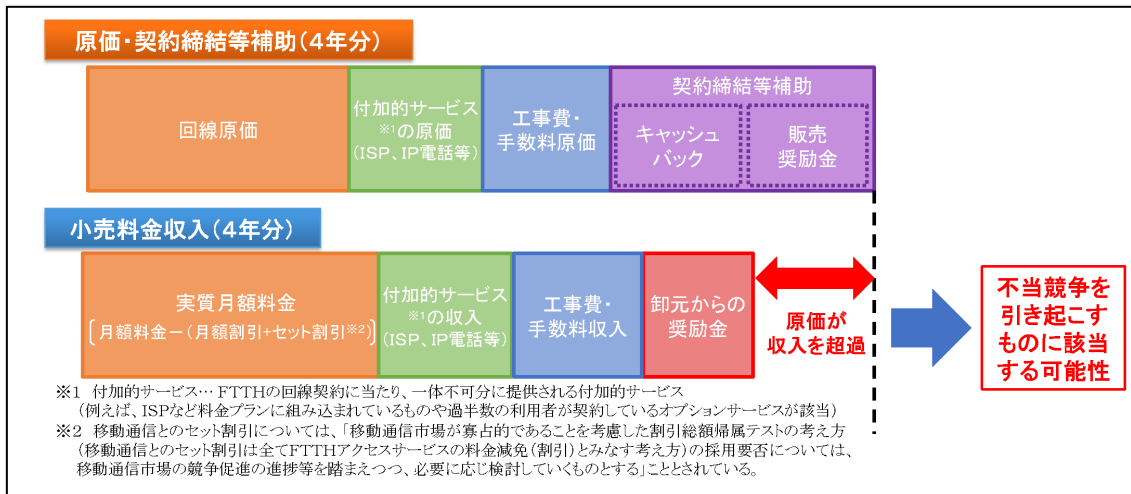 原価・契約締結等補助(4年分)
回線原価
付加的サービス
※1の原価
(ISP、IP電話等)
工事費・
手数料原価
契約締結等補助
キャッシュ
バック
販売
奨励金
小売料金収入(4年分)
実質月額料金
〔月額料金-(月額割引+セット割引※2)〕
付加的サービス
※1の収入
(ISP、IP電話等)
工事費・
手数料収入
卸元からの
奨励金
原価が
収入を超過
不当競争を
引き起こす
ものに該当
する可能性
※1 付加的サービス… FTTHの回線契約に当たり、一体不可分に提供される付加的サービス
(例えば、ISPなど料金プランに組み込まれているものや過半数の利用者が契約しているオプションサービスが該当)
※2 移動通信とのセット割引については、「移動通信市場が寡占的であることを考慮した割引総額帰属テストの考え方
(移動通信とのセット割引は全てFTTHアクセスサービスの料金減免(割引)とみなす考え方)の採用要否については、
移動通信市場の競争促進の進捗等を踏まえつつ、必要に応じ検討していくものとする」こととされている。